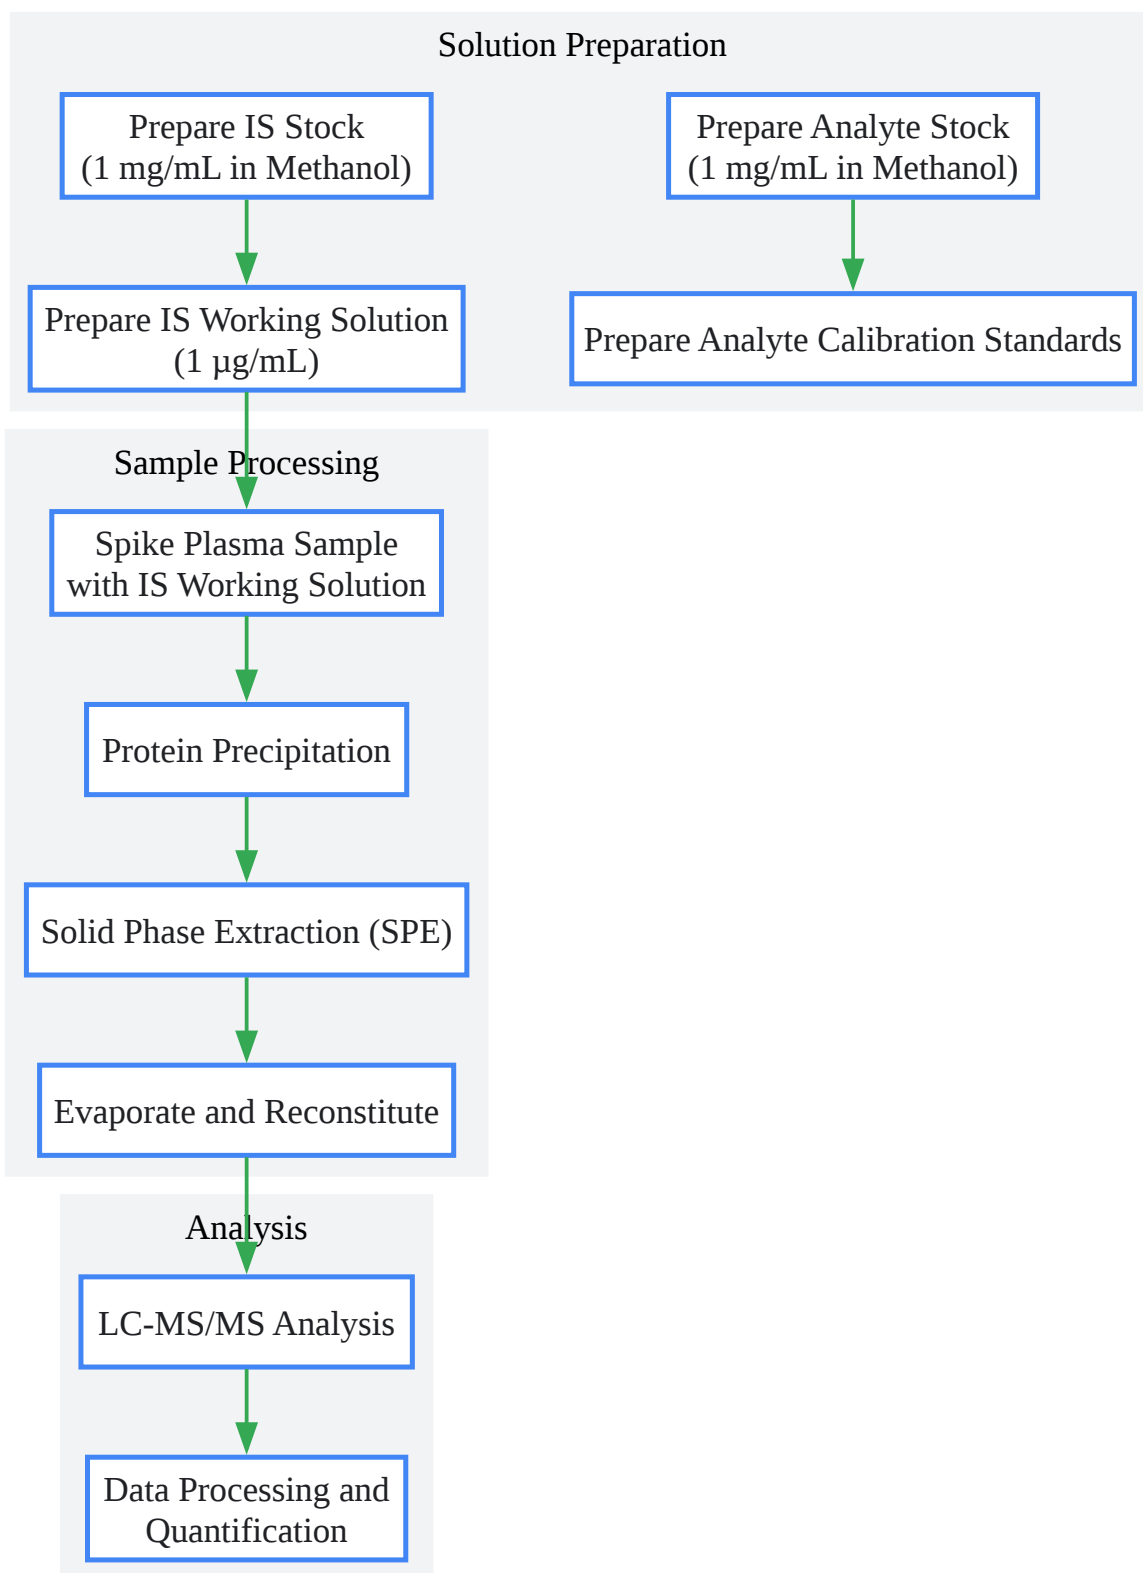 Solution Preparation
Prepare IS Stock
(1 mg/mL in Methanol)
Prepare Analyte Stock
(1 mg/mL in Methanol)
Prepare IS Working Solution
(1 µg/mL)
Prepare Analyte Calibration Standards
Sample Processing
Spike Plasma Sample
with IS Working Solution
Protein Precipitation
Solid Phase Extraction (SPE)
Evaporate and Reconstitute
Analysis
LC-MS/MS Analysis
Data Processing and
Quantification